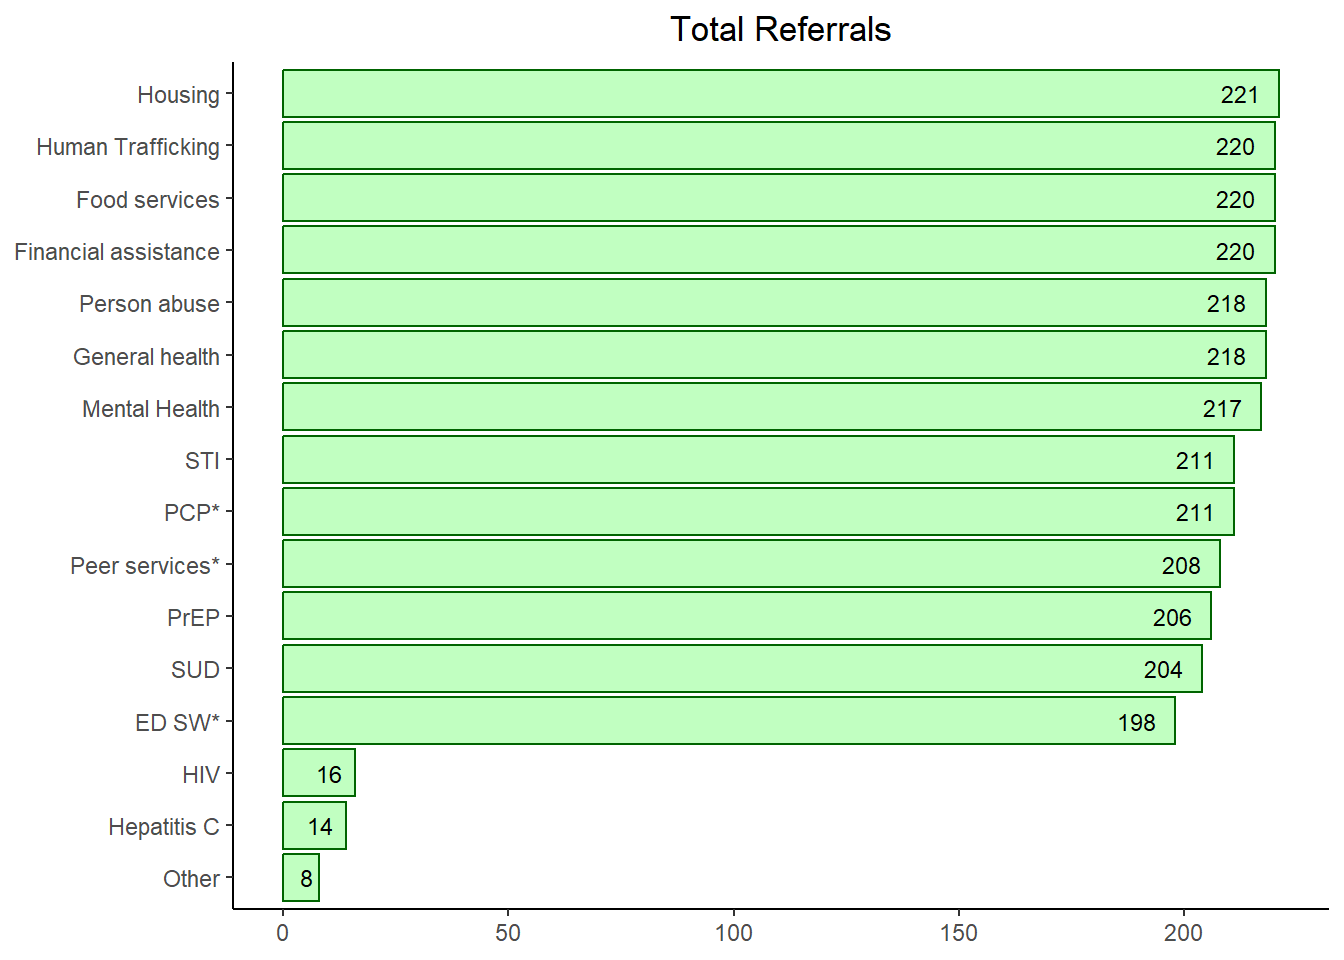 Total Referrals
Housing 221
Human Trafficking 220
Food services 220
Financial assistance 220
Person abuse 218
General health 218
Mental Health 217
STI 211
PCP* 211
Peer services* 208
PrEP 206
SUD 204
ED SW* 198
HIV 16
Hepatitis C 14
Other 8
0 50 100 150 200